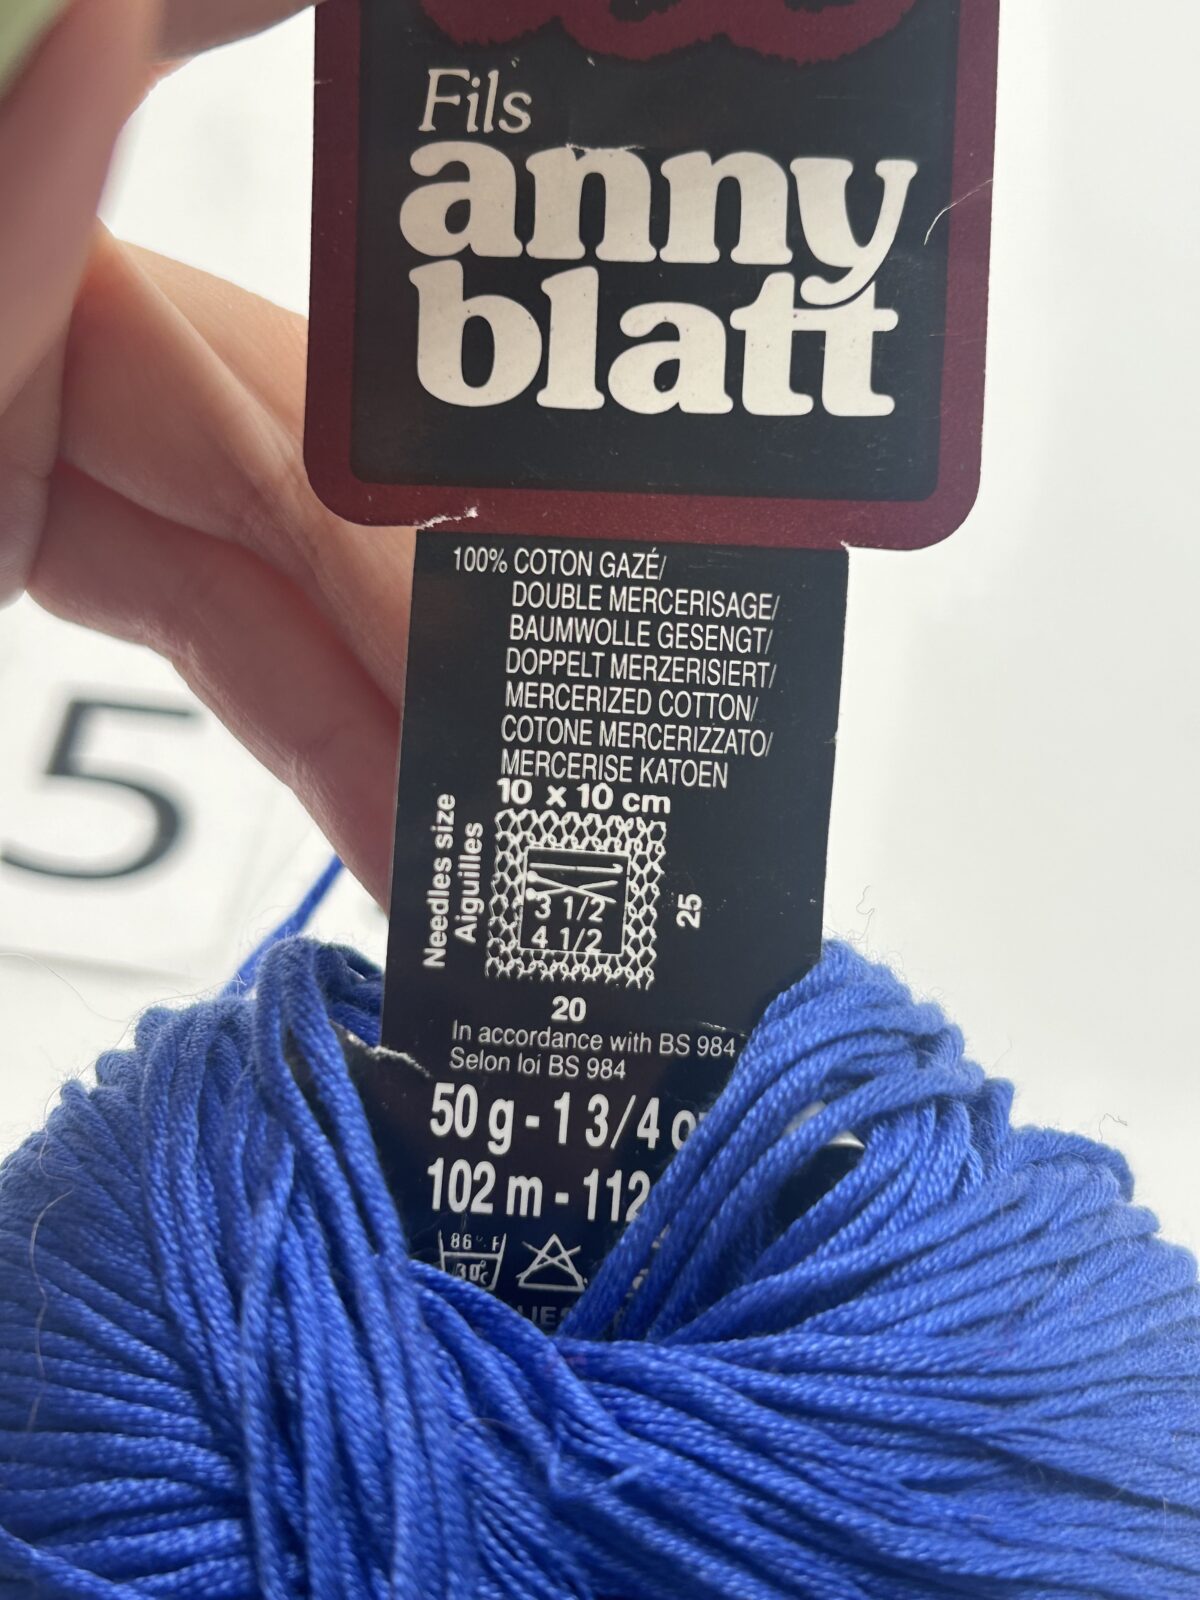 Fils
anny
blatt
100% COTON GAZÉ/
DOUBLE MERCERISAGE/
BAUMWOLLE GESENGT/
DOPPELT MERZERISIERT/
MERCERIZED COTTON/
COTONE MERCERIZZATO/
MERCERISE KATOEN
10 x 10 cm
Needles size
Aiguilles
3 1/2
4 1/2
25
20
In accordance with BS 984
Selon loi BS 984
50 g - 1 3/4
102 m - 112
86° F
30°C
5